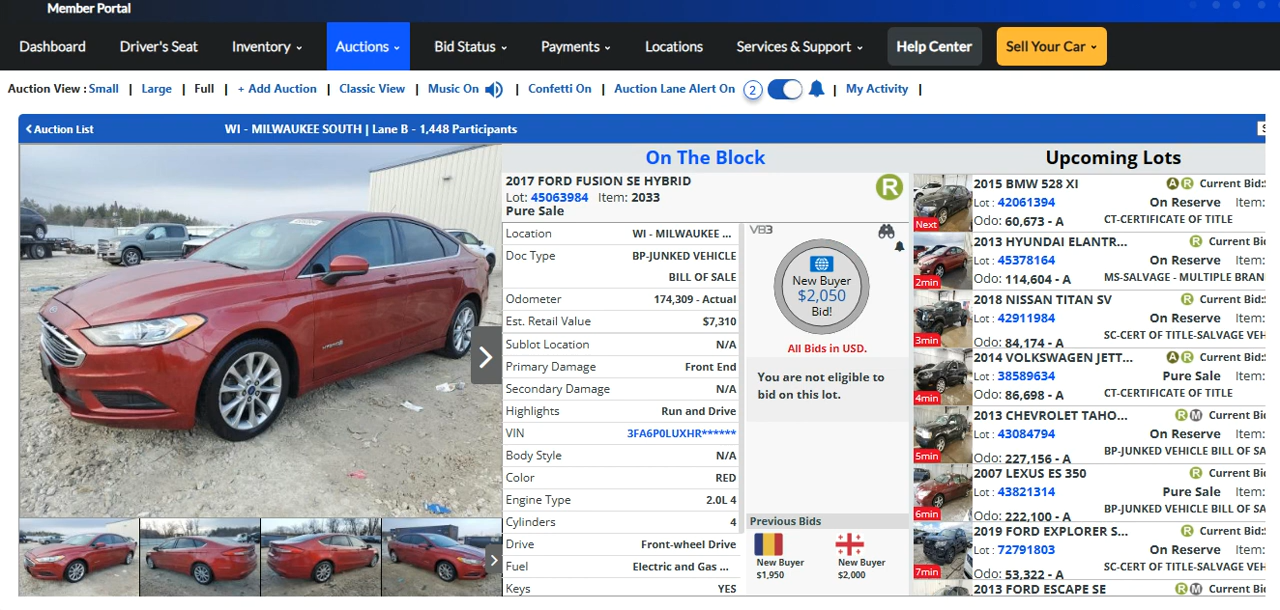 Member Portal
Dashboard Driver's Seat Inventory Auctions Bid Status Payments Locations Services & Support Help Center Sell Your Car
Auction View : Small | Large | Full | + Add Auction | Classic View | Music On | Confetti On | Auction Lane Alert On 2 | My Activity |
Auction List WI - MILWAUKEE SOUTH | Lane B - 1,448 Participants
On The Block
2017 FORD FUSION SE HYBRID
Lot: 45063984 Item: 2033
Pure Sale
R
Location WI - MILWAUKEE ...
Doc Type BP-JUNKED VEHICLE
BILL OF SALE
Odometer 174,309 - Actual
Est. Retail Value $7,310
Sublot Location N/A
Primary Damage Front End
Secondary Damage N/A
Highlights Run and Drive
VIN 3FA6P0LUXHR******
Body Style N/A
Color RED
Engine Type 2.0L 4
Cylinders 4
Drive Front-wheel Drive
Fuel Electric and Gas ...
Keys YES
VB3
New Buyer
$2,050
Bid!
All Bids in USD.
You are not eligible to
bid on this lot.
Previous Bids
New Buyer
$1,950
New Buyer
$2,000
Upcoming Lots
2015 BMW 528 XI A R Current Bid:
Lot : 42061394 On Reserve Item:
Odo: 60,673 - A CT-CERTIFICATE OF TITLE
Next
2013 HYUNDAI ELANTR... R Current Bi
Lot : 45378164 On Reserve Item:
Odo: 114,604 - A MS-SALVAGE - MULTIPLE BRAN
2min
2018 NISSAN TITAN SV R Current Bid:
Lot : 42911984 On Reserve Item:
Odo: 84,174 - A SC-CERT OF TITLE-SALVAGE VEH
3min
2014 VOLKSWAGEN JETT... A R Current Bid:
Lot : 38589634 Pure Sale Item:
Odo: 86,698 - A CT-CERTIFICATE OF TITLE
4min
2013 CHEVROLET TAHO... R M Current Bi
Lot : 43084794 On Reserve Item:
Odo: 227,156 - A BP-JUNKED VEHICLE BILL OF SA
5min
2007 LEXUS ES 350 R Current Bi
Lot : 43821314 Pure Sale Item:
Odo: 222,100 - A BP-JUNKED VEHICLE BILL OF SA
6min
2019 FORD EXPLORER S... R Current Bi
Lot : 72791803 On Reserve Item:
Odo: 53,322 - A SC-CERT OF TITLE-SALVAGE VEH
7min
2013 FORD ESCAPE SE R M Current Bi